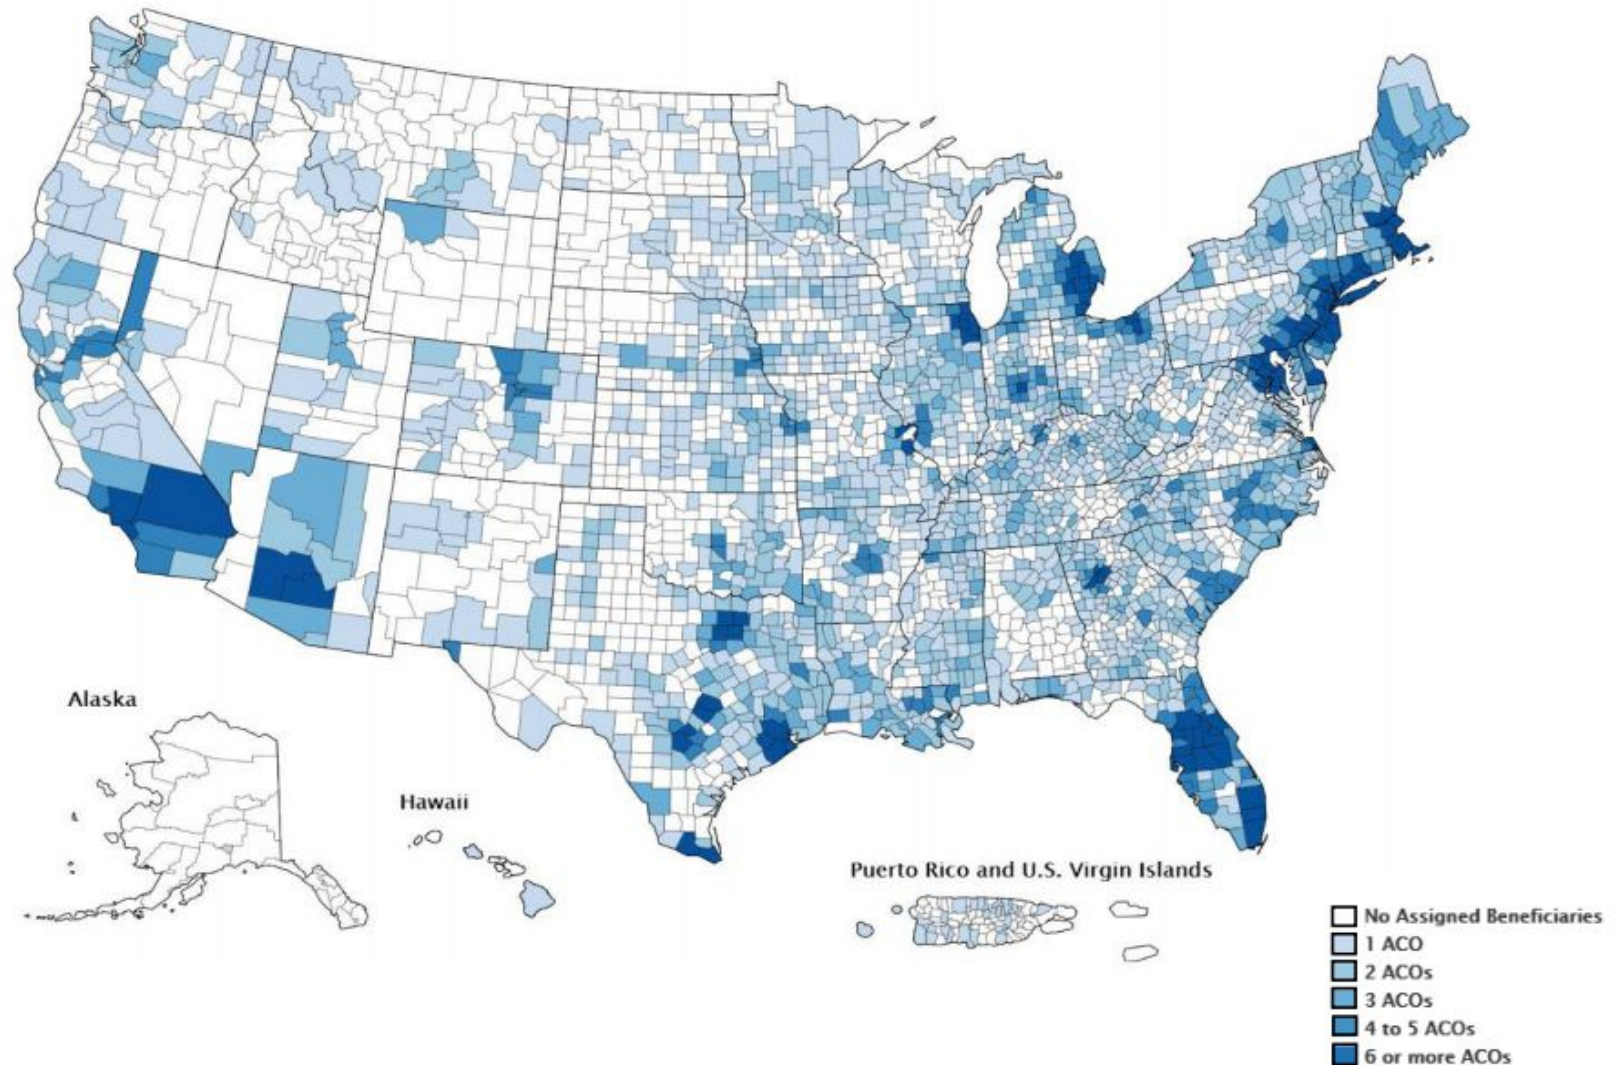 Alaska
Hawaii
Puerto Rico and U.S. Virgin Islands
No Assigned Beneficiaries
1 ACO
2 ACOs
3 ACOs
4 to 5 ACOs
6 or more ACOs